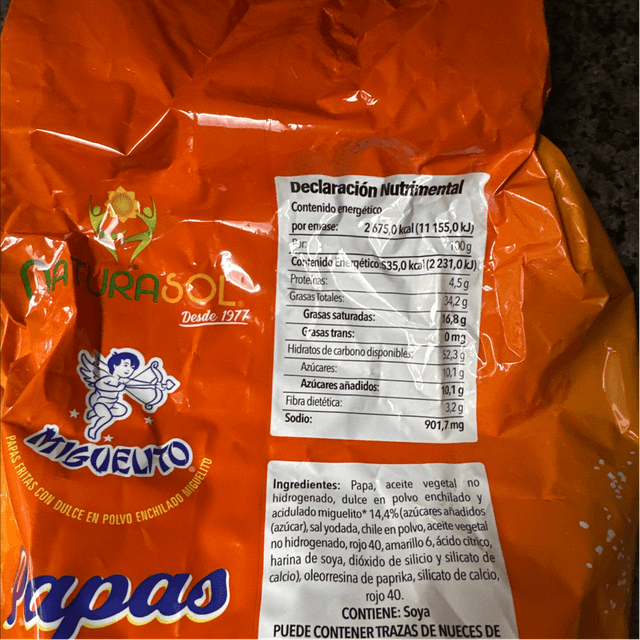 NATURASOL®
Desde 1977
MIGUELITO®
PAPAS FRITAS CON DULCE EN POLVO ENCHILADO MIGUELITO
Papas
Declaración Nutrimental
Contenido energético
por envase: 2 675,0 kcal (11 155,0 kJ)
Por: 100 g
Contenido Energético: 535,0 kcal (2 231,0 kJ)
Proteínas: 4,5 g
Grasas Totales: 34,2 g
Grasas saturadas: 16,8 g
Grasas trans: 0 mg
Hidratos de carbono disponibles: 52,3 g
Azúcares: 10,1 g
Azúcares añadidos: 10,1 g
Fibra dietética: 3,2 g
Sodio: 901,7 mg
Ingredientes: Papa, aceite vegetal no
hidrogenado, dulce en polvo enchilado y
acidulado miguelito* 14,4% (azúcares añadidos
(azúcar), sal yodada, chile en polvo, aceite vegetal
no hidrogenado, rojo 40, amarillo 6, ácido cítrico,
harina de soya, dióxido de silicio y silicato de
calcio), oleorresina de paprika, silicato de calcio,
rojo 40.
CONTIENE: Soya
PUEDE CONTENER TRAZAS DE NUECES DE